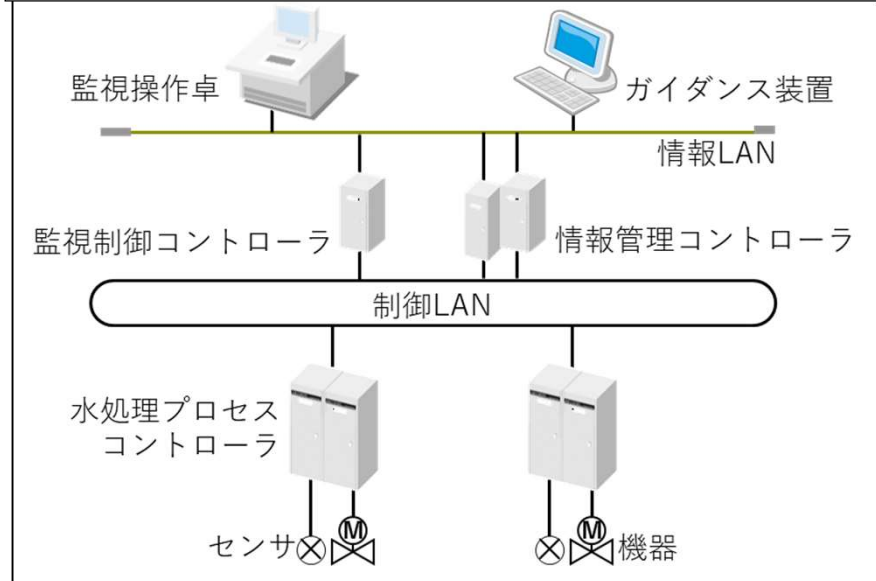 監視操作卓
ガイダンス装置
情報LAN
監視制御コントローラ
情報管理コントローラ
制御LAN
水処理プロセス
コントローラ
M
M
センサ
機器